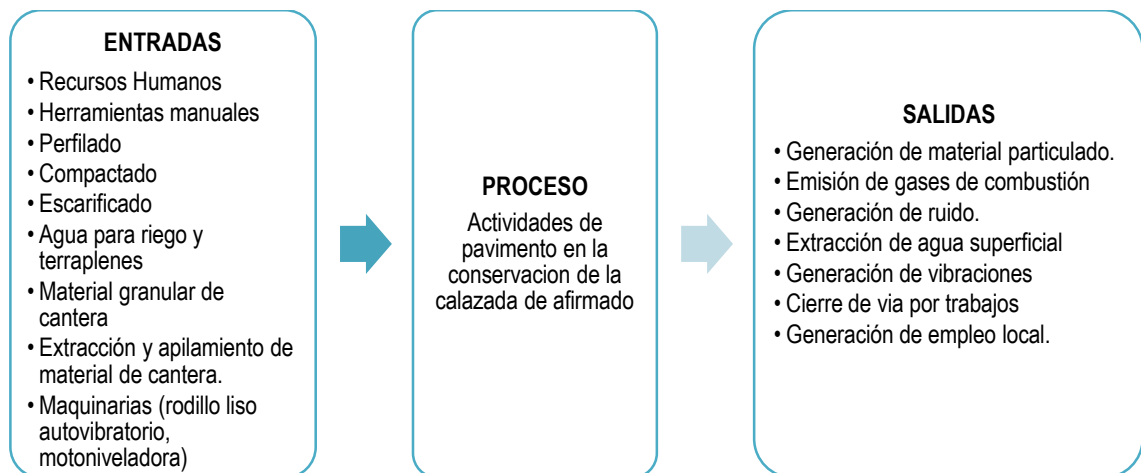 ENTRADAS
• Recursos Humanos
• Herramientas manuales
• Perfilado
• Compactado
• Escarificado
• Agua para riego y
terraplenes
• Material granular de
cantera
• Extracción y apilamiento de
material de cantera.
• Maquinarias (rodillo liso
autovibratorio,
motoniveladora)
PROCESO
Actividades de
pavimento en la
conservacion de la
calazada de afirmado
SALIDAS
• Generación de material particulado.
• Emisión de gases de combustión
• Generación de ruido.
• Extracción de agua superficial
• Generación de vibraciones
• Cierre de via por trabajos
• Generación de empleo local.